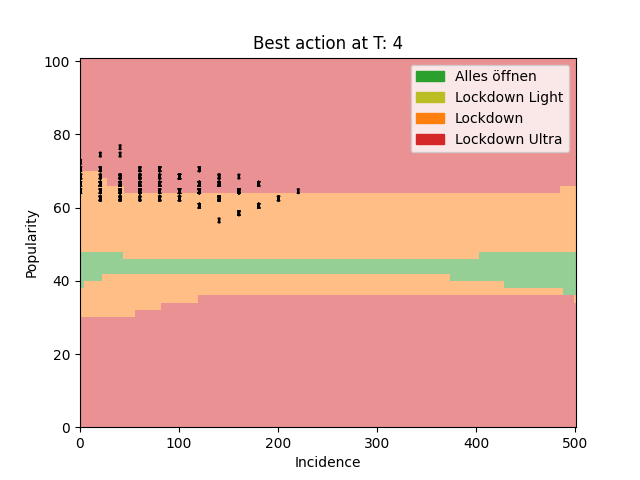 Best action at T: 4
Alles öffnen
Lockdown Light
Lockdown
Lockdown Ultra
Popularity
100
80
60
40
20
0
0 100 200 300 400 500
Incidence